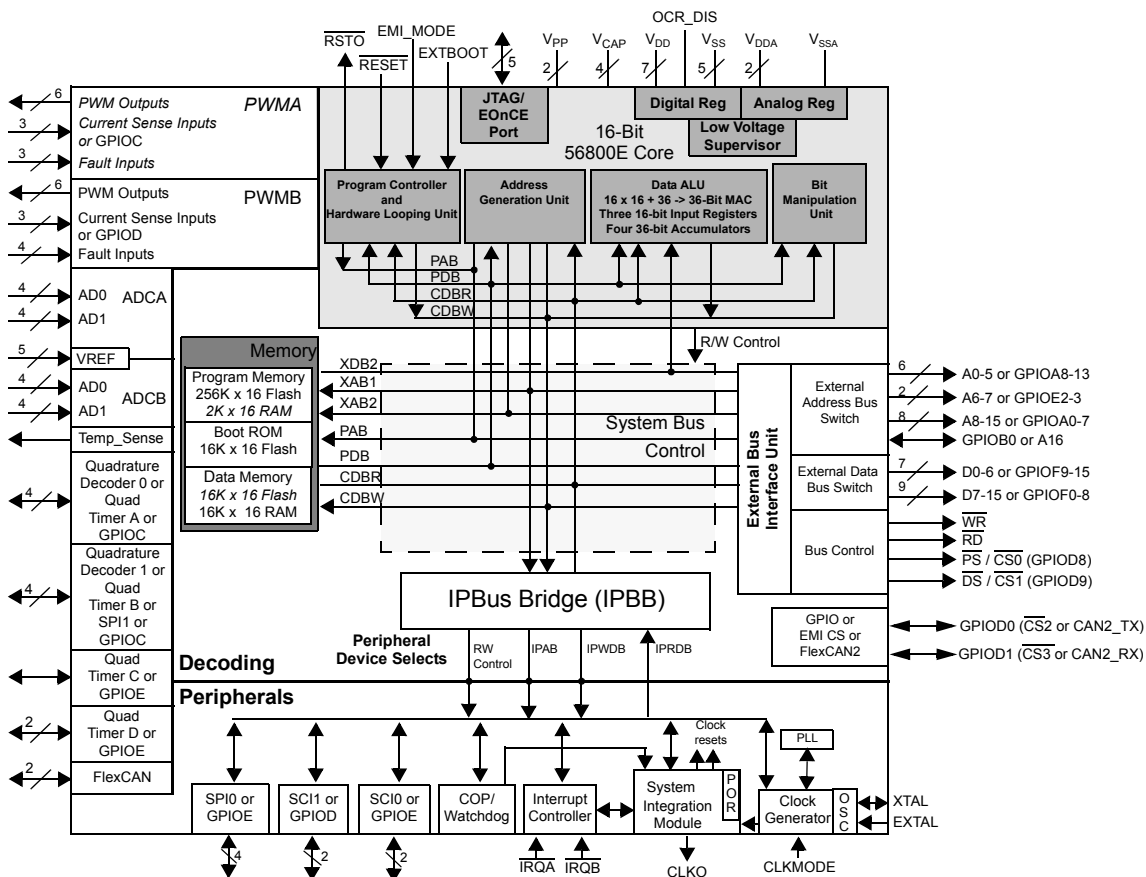 OCR_DIS
RSTO
EMI_MODE
RESET
EXTBOOT
5
VPP
2
VCAP
4
VDD
7
VSS
5
VDDA
2
VSSA
6
PWM Outputs
PWMA
3
Current Sense Inputs
or GPIOC
3
Fault Inputs
6
PWM Outputs
PWMB
3
Current Sense Inputs
or GPIOD
4
Fault Inputs
JTAG/
EOnCE
Port
Digital Reg
Analog Reg
Low Voltage
Supervisor
16-Bit
56800E Core
Program Controller
and
Hardware Looping Unit
Address
Generation Unit
Data ALU
16 x 16 + 36 -> 36-Bit MAC
Three 16-bit Input Registers
Four 36-bit Accumulators
Bit
Manipulation
Unit
PAB
PDB
CDBR
CDBW
4
AD0
ADCA
4
AD1
5
VREF
4
AD0
ADCB
4
AD1
Temp_Sense
Quadrature
Decoder 0 or
Quad
Timer A or
GPIOC
4
Quadrature
Decoder 1 or
Quad
Timer B or
SPI1 or
GPIOC
4
Quad
Timer C or
GPIOE
Quad
Timer D or
GPIOE
2
FlexCAN
2
Memory
Program Memory
256K x 16 Flash
2K x 16 RAM
Boot ROM
16K x 16 Flash
Data Memory
16K x 16 Flash
16K x 16 RAM
XDB2
XAB1
XAB2
PAB
PDB
CDBR
CDBW
R/W Control
System Bus
Control
External Bus
Interface Unit
External
Address Bus
Switch
External Data
Bus Switch
Bus Control
6
A0-5 or GPIOA8-13
2
A6-7 or GPIOE2-3
8
A8-15 or GPIOA0-7
GPIOB0 or A16
7
D0-6 or GPIOF9-15
9
D7-15 or GPIOF0-8
WR
RD
PS / CS0 (GPIOD8)
DS / CS1 (GPIOD9)
GPIO or
EMI CS or
FlexCAN2
GPIOD0 (CS2 or CAN2_TX)
GPIOD1 (CS3 or CAN2_RX)
IPBus Bridge (IPBB)
Peripheral
Device Selects
RW
Control
IPAB
IPWDB
IPRDB
Decoding
Peripherals
Clock
resets
PLL
SPI0 or
GPIOE
SCI1 or
GPIOD
SCI0 or
GPIOE
COP/
Watchdog
Interrupt
Controller
System
Integration
Module
POR
Clock
Generator
OSC
XTAL
EXTAL
4
2
2
IRQA
IRQB
CLKO
CLKMODE